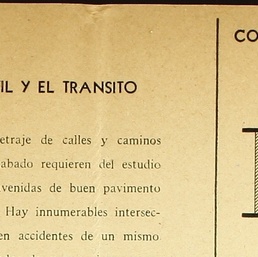 IL Y EL TRANSITO
CO
etraje de calles y caminos
abado requieren del estudio
venidas de buen pavimento
Hay innumerables intersec-
en accidentes de un mismo